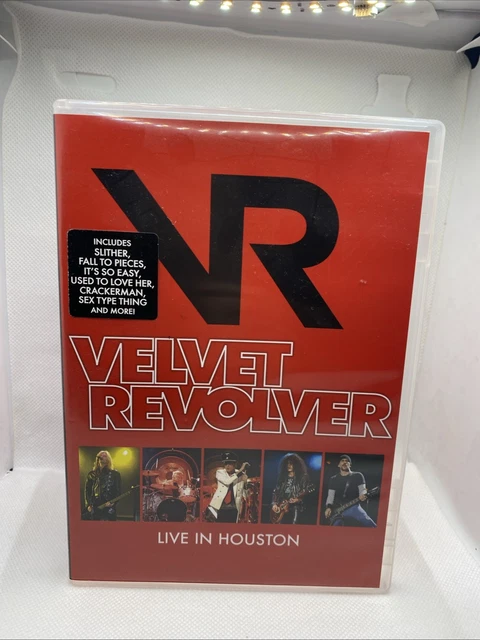 VR
INCLUDES
SLITHER,
FALL TO PIECES,
IT'S SO EASY,
USED TO LOVE HER,
CRACKERMAN,
SEX TYPE THING
AND MORE!
VELVET
REVOLVER
LIVE IN HOUSTON